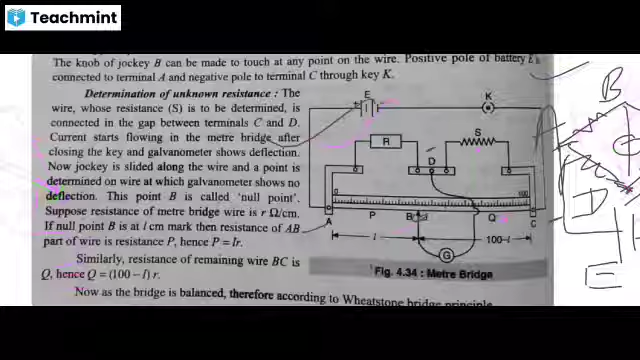 Teachmint
The knob of jockey B can be made to touch at any point on the wire. Positive pole of battery E is
connected to terminal A and negative pole to terminal C through key K.
Determination of unknown resistance : The
wire, whose resistance (S) is to be determined, is
connected in the gap between terminals C and D.
Current starts flowing in the metre bridge after
closing the key and galvanometer shows deflection.
Now jockey is slided along the wire and a point is
determined on wire at which galvanometer shows no
deflection. This point B is called 'null point'.
Suppose resistance of metre bridge wire is r Ω/cm.
If null point B is at l cm mark then resistance of AB
part of wire is resistance P, hence P = lr.
Similarly, resistance of remaining wire BC is
Q, hence Q = (100 – l) r.
Now as the bridge is balanced, therefore according to Wheatstone bridge principle
E
K
R
S
D
0
100
A
P
B
Q
C
l
100-l
G
Fig. 4.34 : Metre Bridge
B
D
E